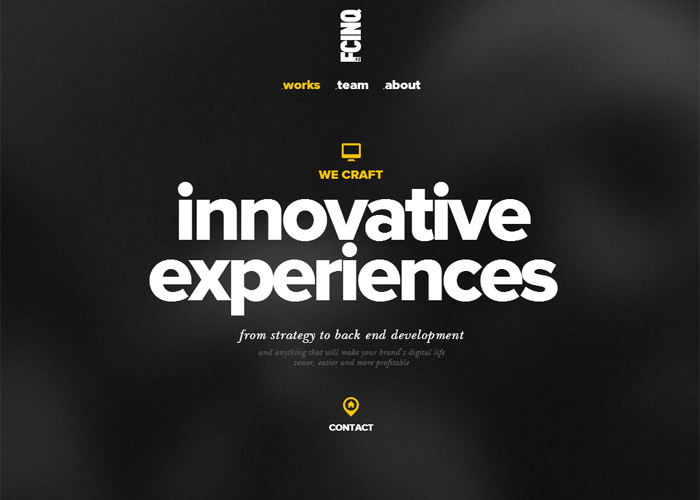 FCINQ
.works .team .about
WE CRAFT
innovative
experiences
from strategy to back end development
and anything that will make your brand's digital life
sexier, easier and more profitable
CONTACT